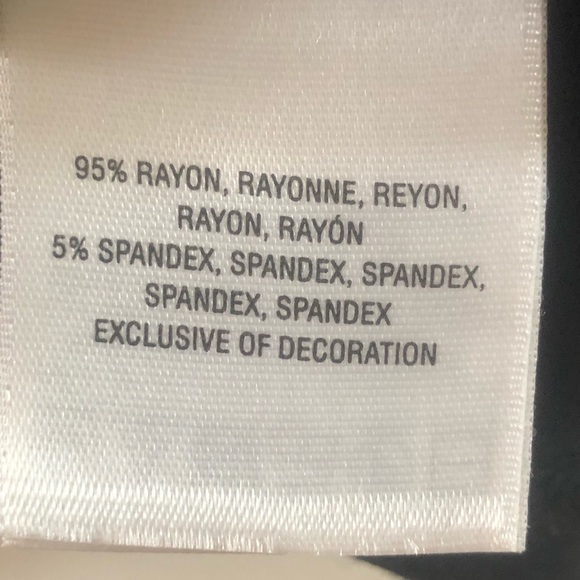 95% RAYON, RAYONNE, REYON,
RAYON, RAYÓN
5% SPANDEX, SPANDEX, SPANDEX,
SPANDEX, SPANDEX
EXCLUSIVE OF DECORATION